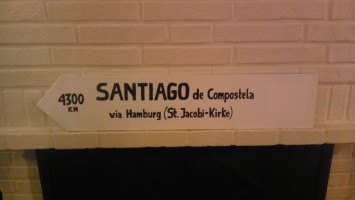 4300 KM
SANTIAGO de Compostela
via Hamburg (St. Jacobi-Kirke)